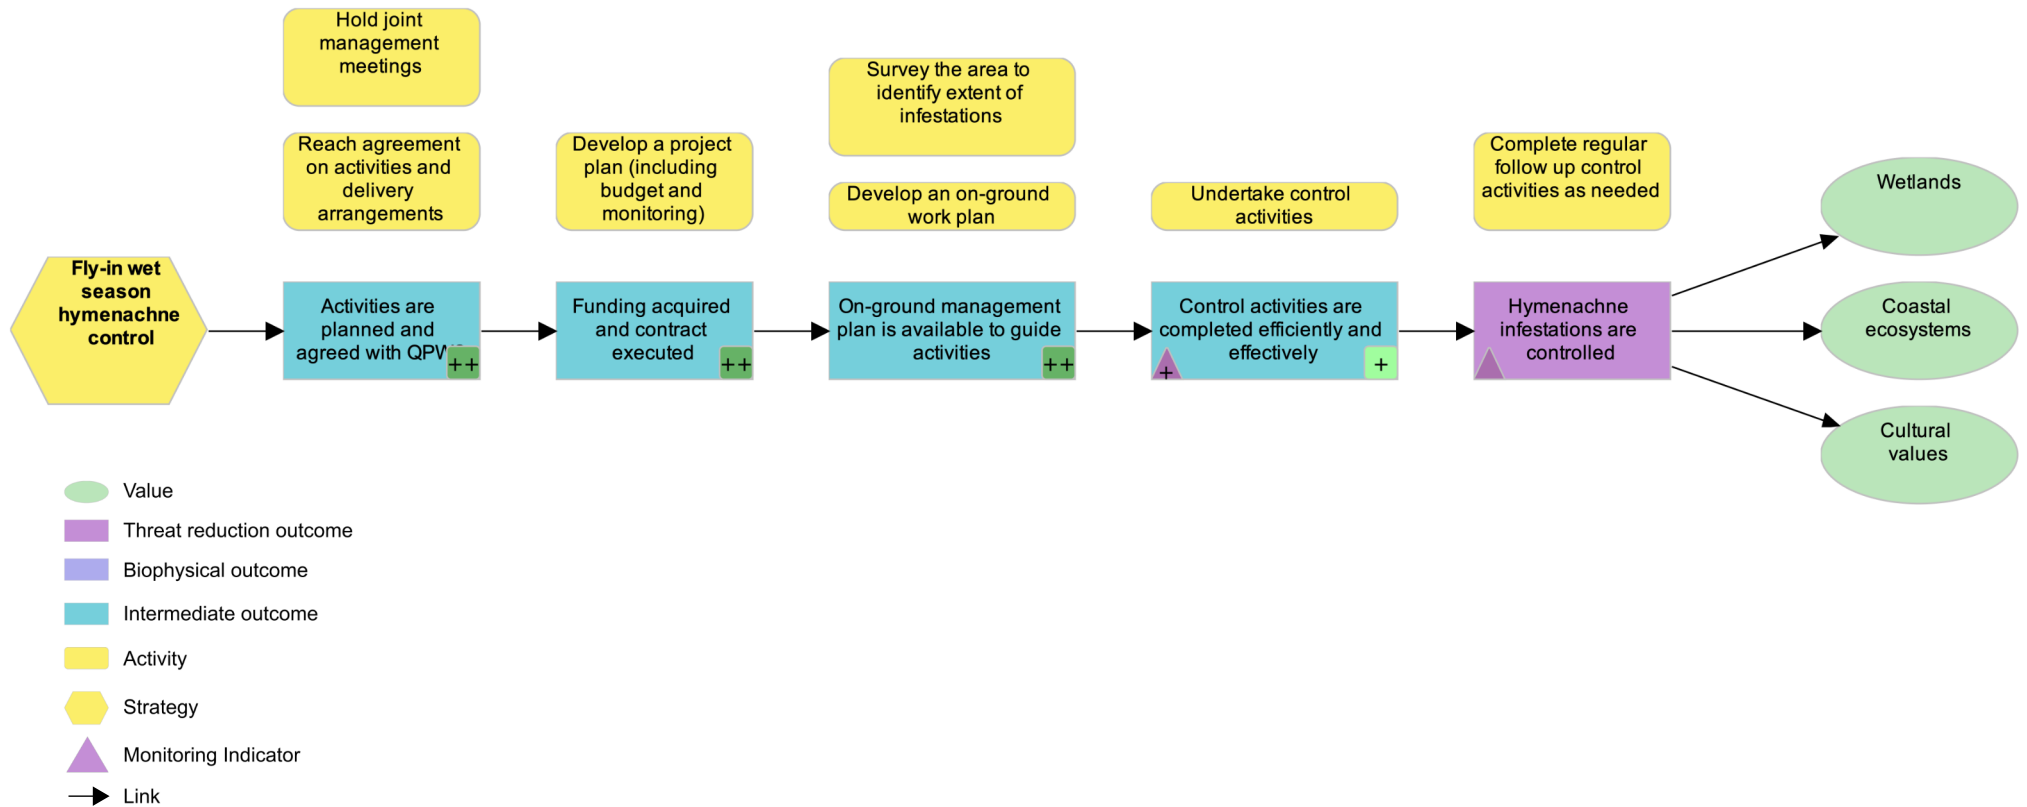 Hold joint
management
meetings
Reach agreement
on activities and
delivery
arrangements
Develop a project
plan (including
budget and
monitoring)
Survey the area to
identify extent of
infestations
Develop an on-ground
work plan
Undertake control
activities
Complete regular
follow up control
activities as needed
Fly-in wet
season
hymenachne
control
Activities are
planned and
agreed with
++
Funding acquired
and contract
executed
++
On-ground management
plan is available to guide
activities
++
Control activities are
completed efficiently and
effectively
+
+
Hymenachne
infestations are
controlled
Wetlands
Coastal
ecosystems
Cultural
values
Value
Threat reduction outcome
Biophysical outcome
Intermediate outcome
Activity
Strategy
Monitoring Indicator
Link